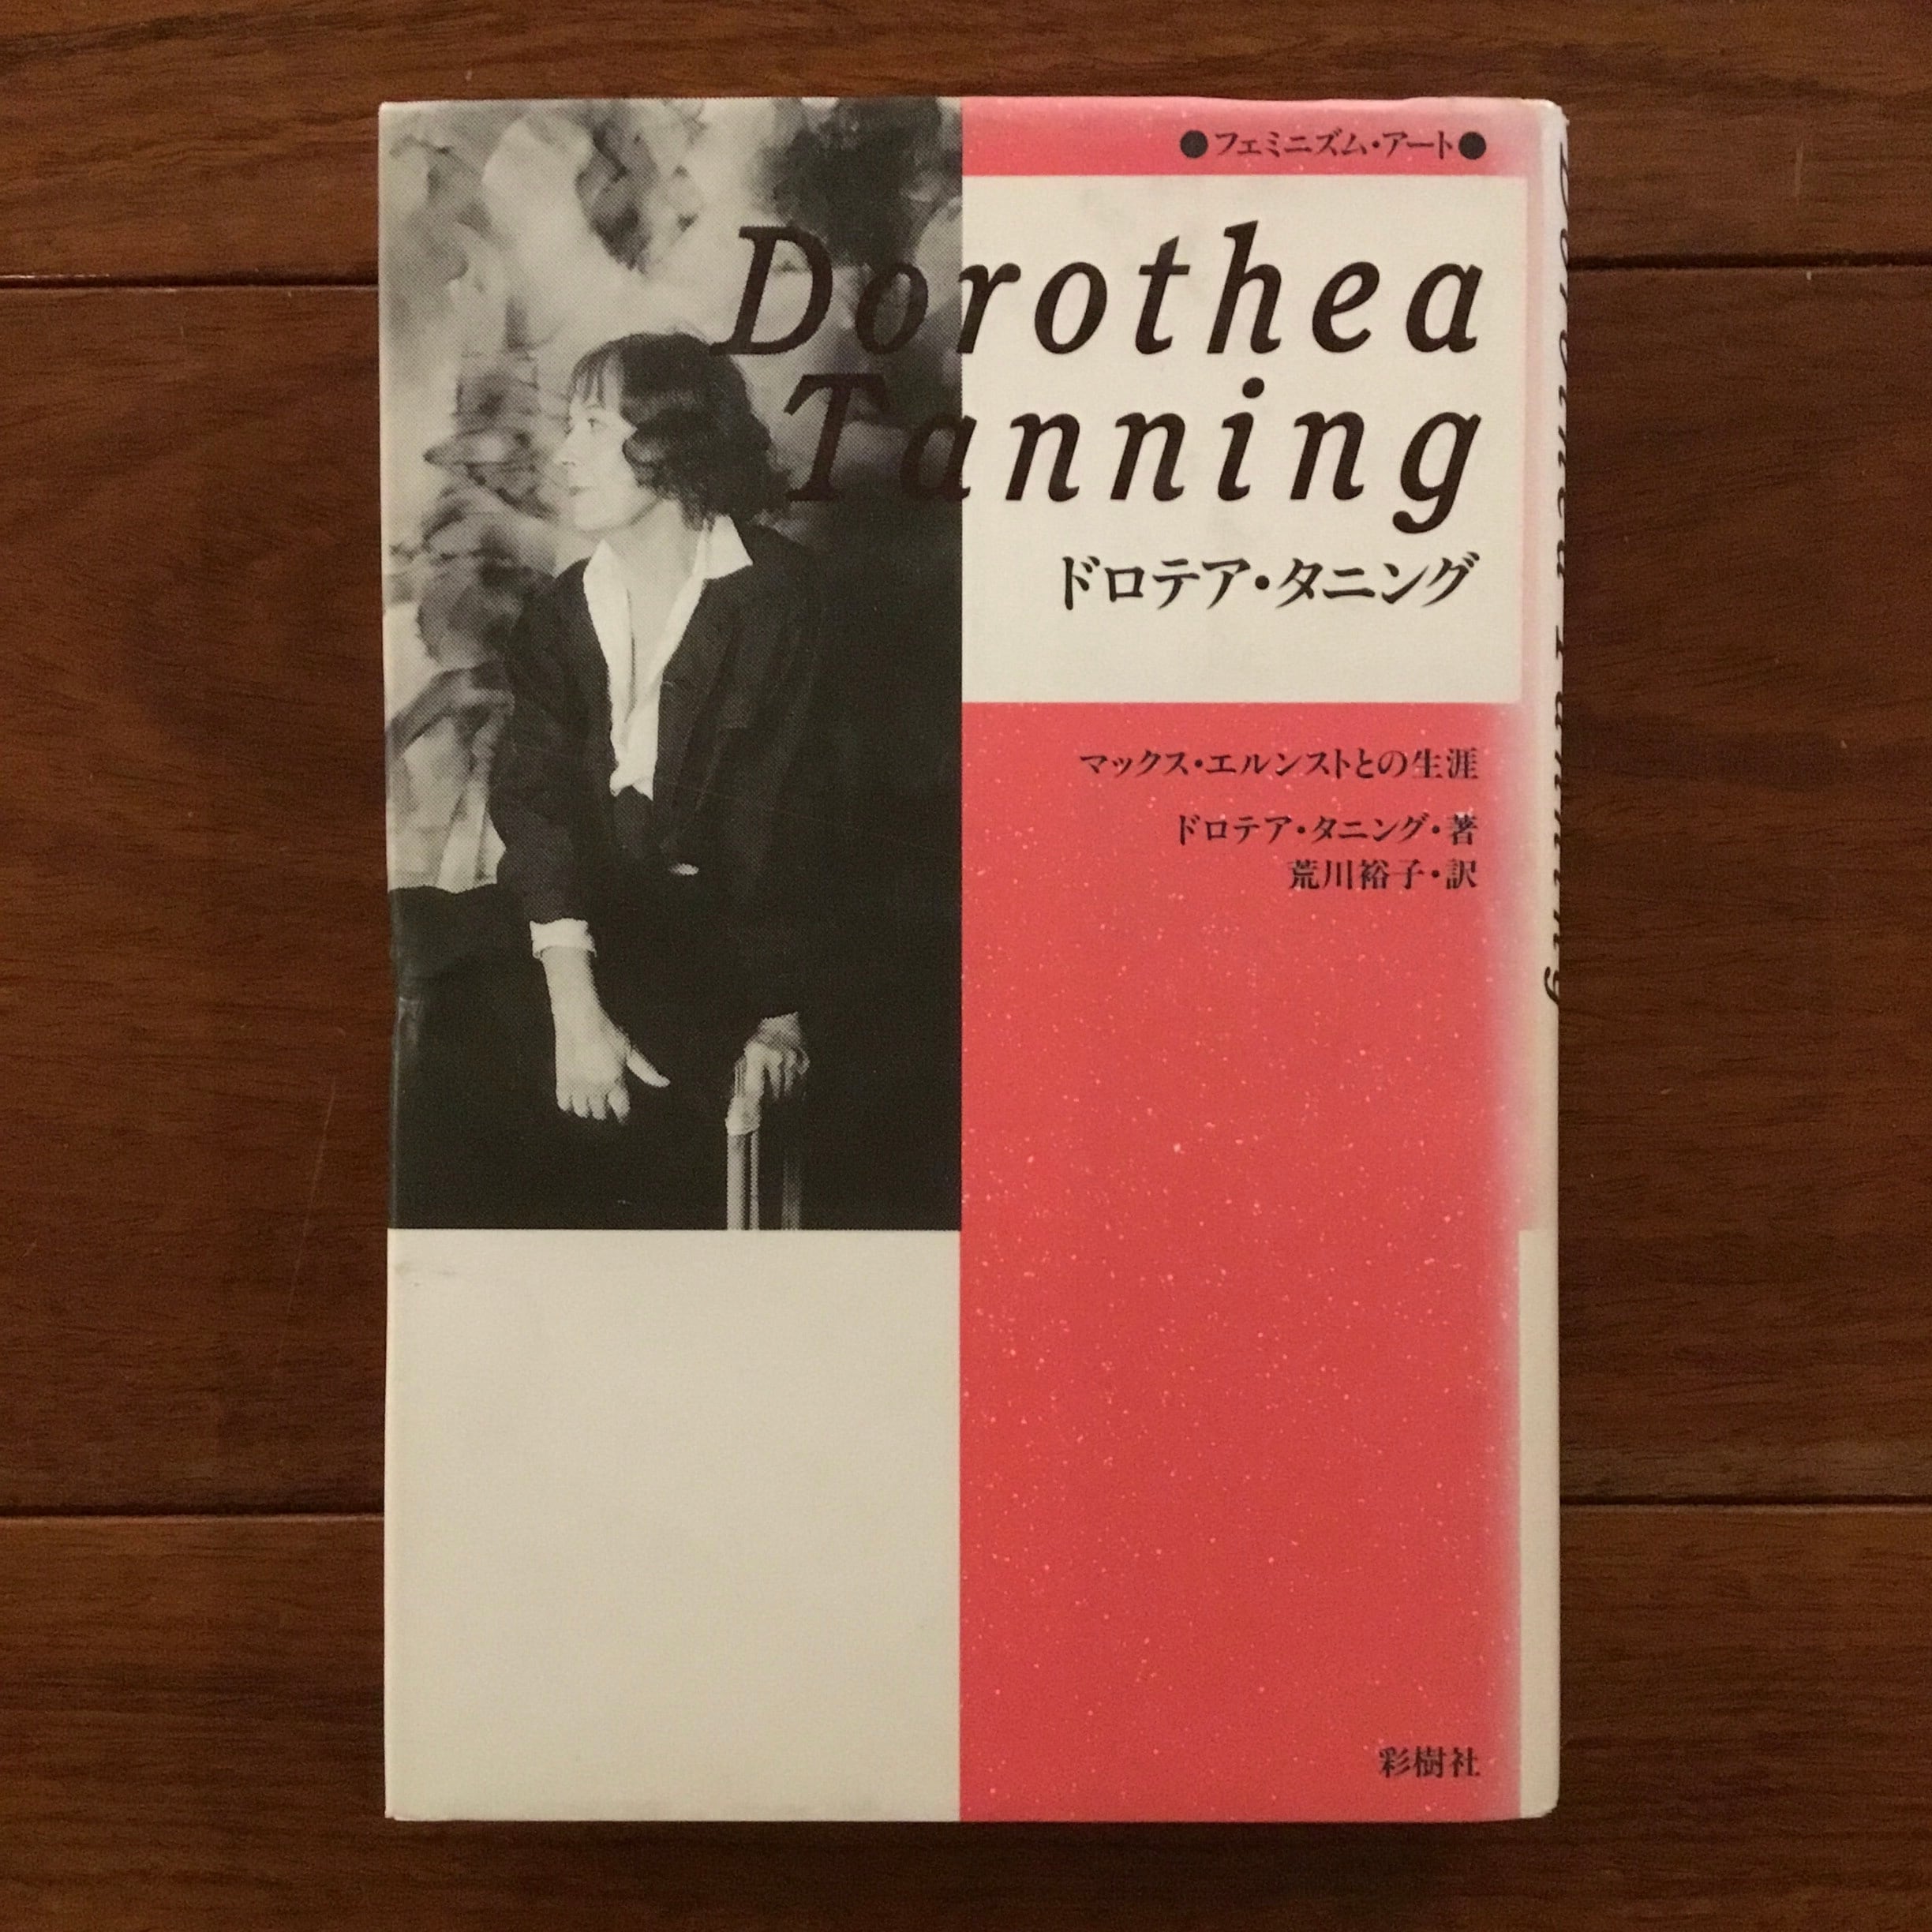 ●フェミニズム・アート●
Dorothea
Tanning
ドロテア・タニング
マックス・エルンストとの生涯
ドロテア・タニング・著
荒川裕子・訳
彩樹社
Dorothea Tanning